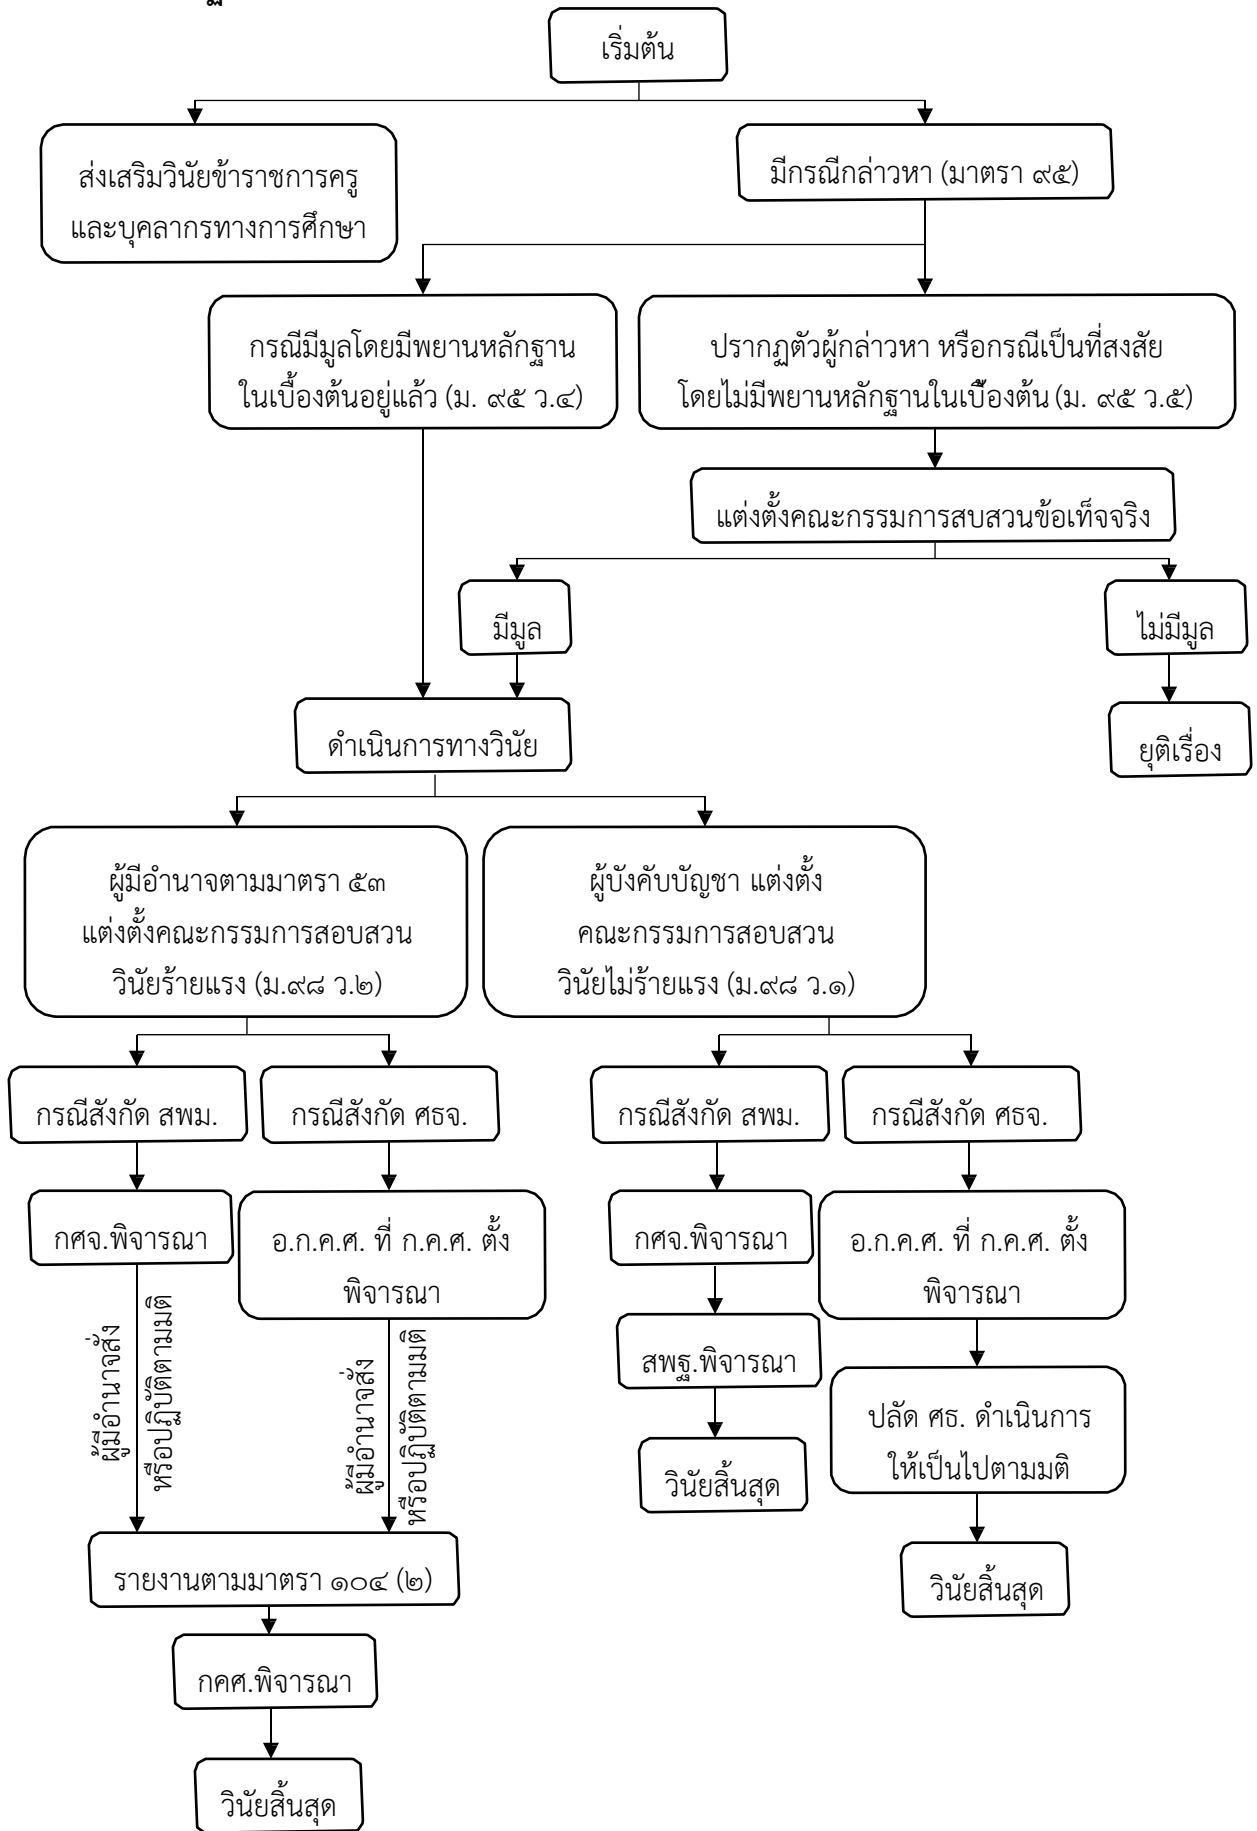 เริ่มต้น
ส่งเสริมวินัยข้าราชการครู
และบุคลากรทางการศึกษา
มีกรณีกล่าวหา (มาตรา ๙๕)
กรณีมีมูลโดยมีพยานหลักฐาน
ในเบื้องต้นอยู่แล้ว (ม. ๙๕ ว.๔)
ปรากฏตัวผู้กล่าวหา หรือกรณีเป็นที่สงสัย
โดยไม่มีพยานหลักฐานในเบื้องต้น (ม. ๙๕ ว.๕)
แต่งตั้งคณะกรรมการสบสวนข้อเท็จจริง
มีมูล
ไม่มีมูล
ดำเนินการทางวินัย
ยุติเรื่อง
ผู้มีอำนาจตามมาตรา ๕๓
แต่งตั้งคณะกรรมการสอบสวน
วินัยร้ายแรง (ม.๙๘ ว.๒)
ผู้บังคับบัญชา แต่งตั้ง
คณะกรรมการสอบสวน
วินัยไม่ร้ายแรง (ม.๙๘ ว.๑)
กรณีสังกัด สพม.
กรณีสังกัด ศธจ.
กรณีสังกัด สพม.
กรณีสังกัด ศธจ.
กศจ.พิจารณา
อ.ก.ค.ศ. ที่ ก.ค.ศ. ตั้ง
พิจารณา
กศจ.พิจารณา
อ.ก.ค.ศ. ที่ ก.ค.ศ. ตั้ง
พิจารณา
ผู้มีอำนาจสั่ง
หรือปฏิบัติตามมติ
ผู้มีอำนาจสั่ง
หรือปฏิบัติตามมติ
สพฐ.พิจารณา
ปลัด ศธ. ดำเนินการ
ให้เป็นไปตามมติ
วินัยสิ้นสุด
รายงานตามมาตรา ๑๐๔ (๒)
วินัยสิ้นสุด
กคศ.พิจารณา
วินัยสิ้นสุด